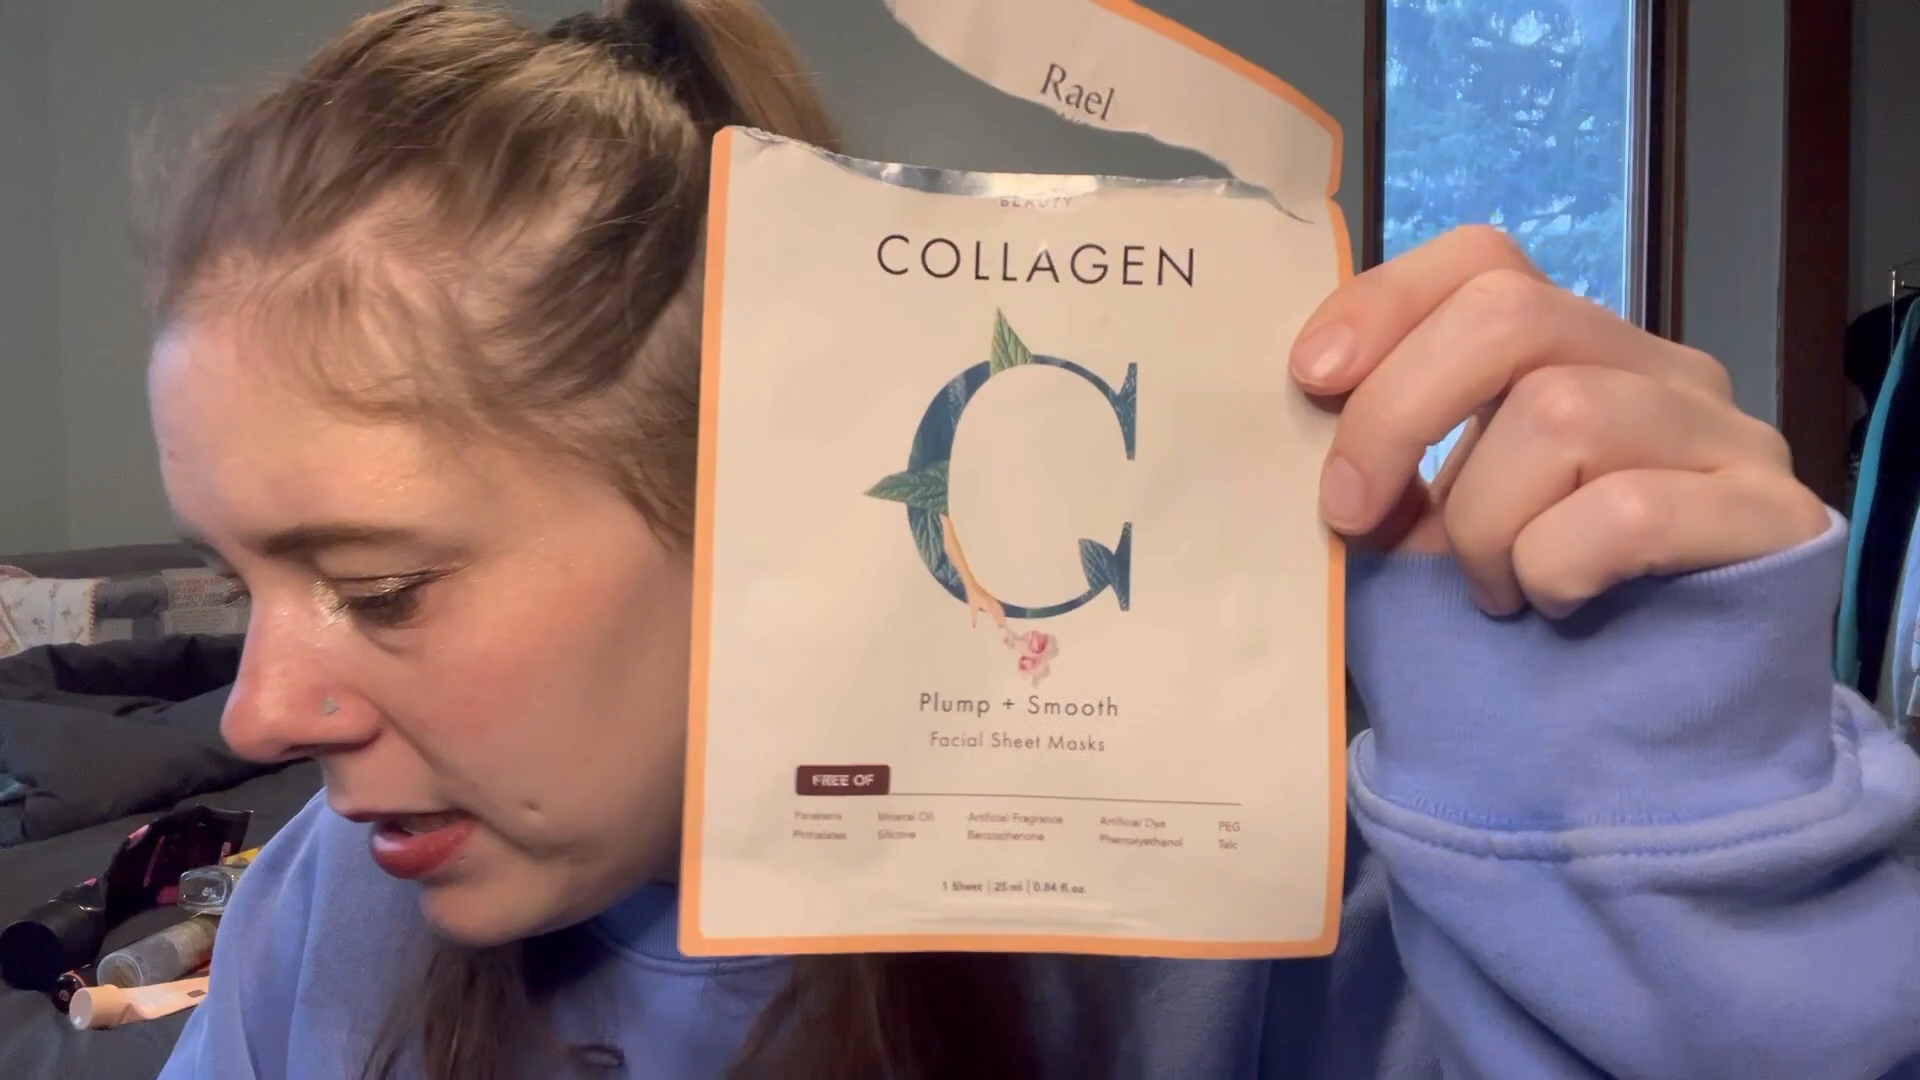 Rael
BEAUTY
COLLAGEN
Plump + Smooth
Facial Sheet Masks
FREE OF
Parabens Mineral Oil Artificial Fragrance Artificial Dye PEG
Phthalates Silicone Benzophenone Phenoxyethanol Talc
1 Sheet | 25 ml | 0.84 fl.oz.